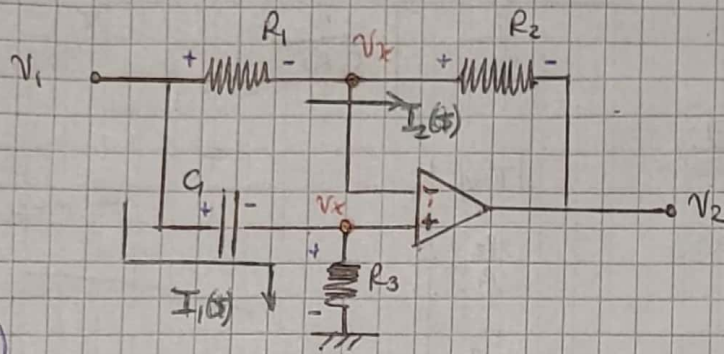 R₁
Vx
R₂
V₁
+ - + -
I₂(s)
C₁
+ -
Vx
-
+
V₂
+
R₃
-
I₁(s)